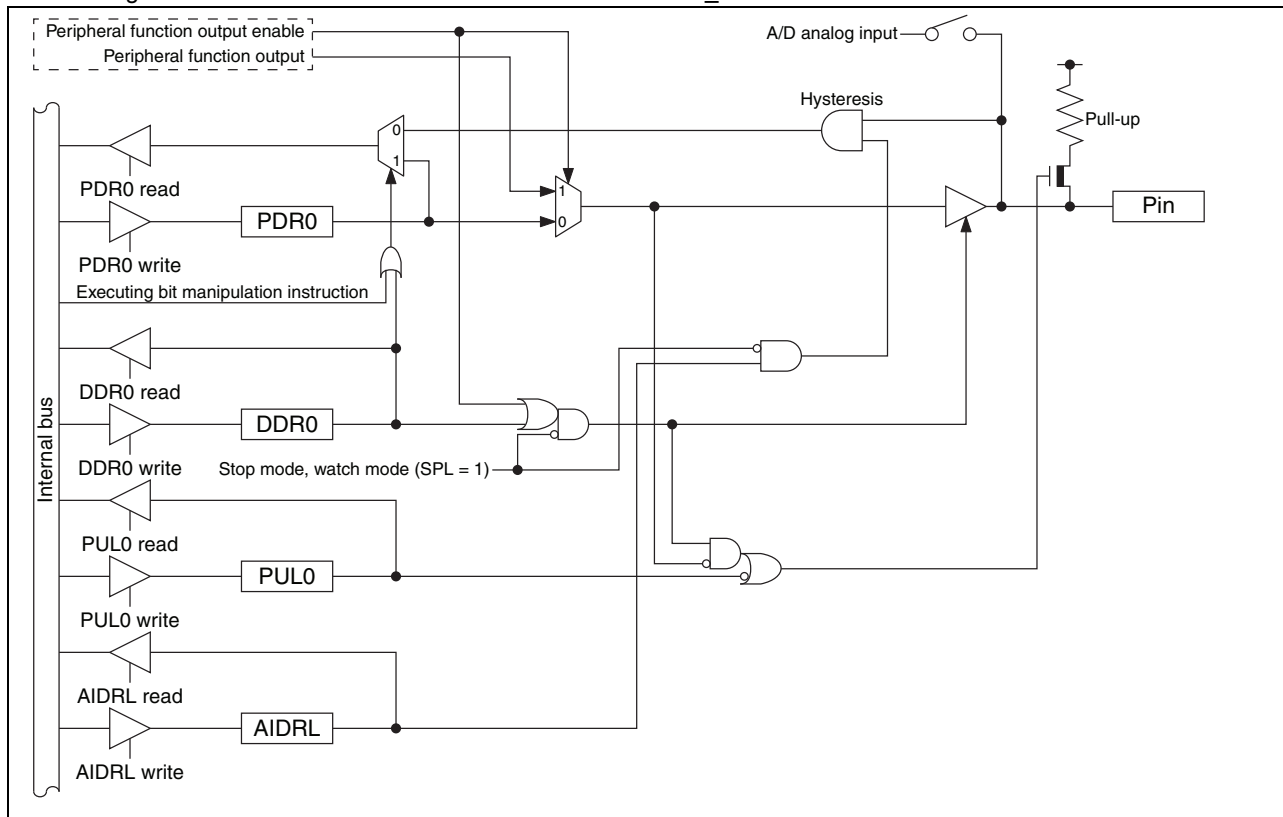 Peripheral function output enable
Peripheral function output
A/D analog input
Hysteresis
Pull-up
0
1
PDR0 read
1
0
PDR0
Pin
PDR0 write
Executing bit manipulation instruction
DDR0 read
DDR0
DDR0 write
Stop mode, watch mode (SPL = 1)
Internal bus
PUL0 read
PUL0
PUL0 write
AIDRL read
AIDRL
AIDRL write